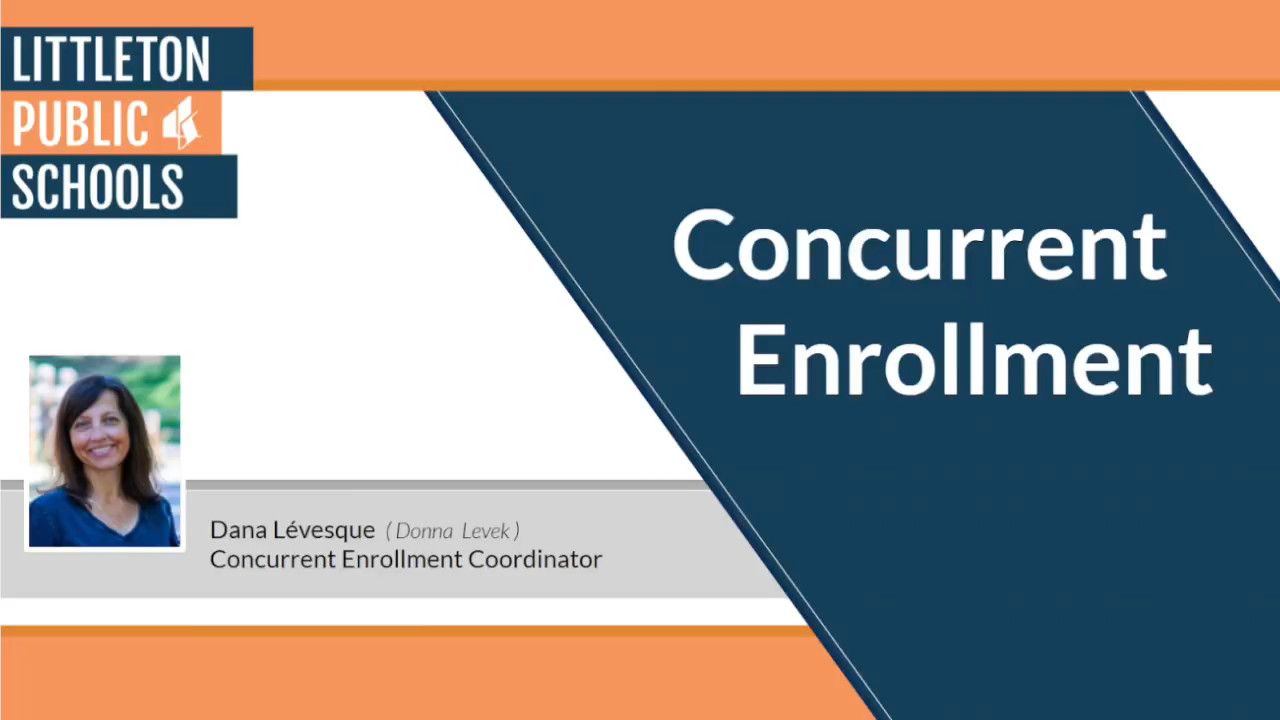 LITTLETON
PUBLIC
SCHOOLS
Concurrent
Enrollment
Dana Lévesque (Donna Levek)
Concurrent Enrollment Coordinator